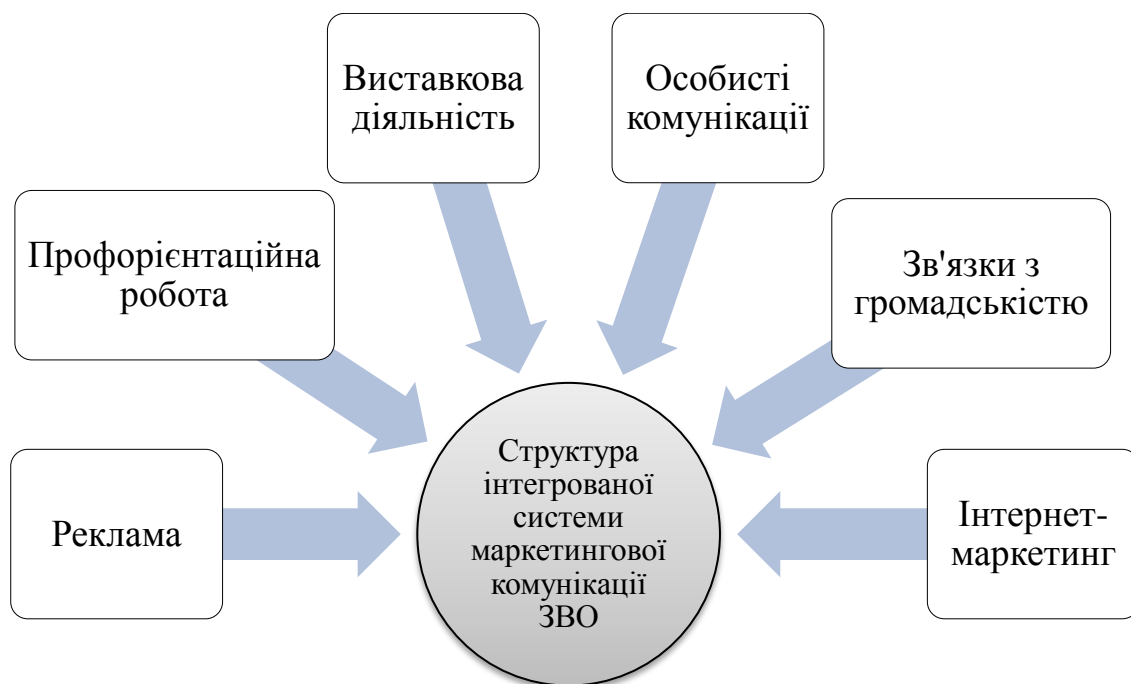 Виставкова
діяльність
Особисті
комунікації
Профорієнтаційна
робота
Зв'язки з
громадськістю
Реклама
Структура
інтегрованої
системи
маркетингової
комунікації
ЗВО
Інтернет-
маркетинг